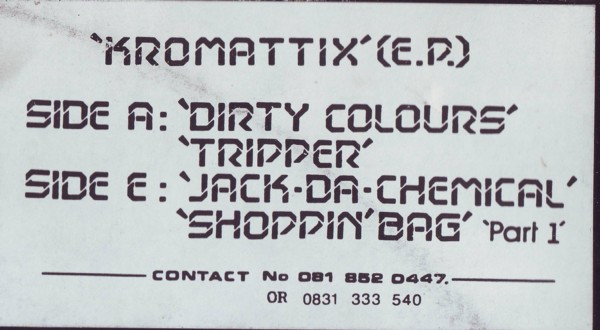 'KROMATTIX' (E.P.)
SIDE A: 'DIRTY COLOURS'
'TRIPPER'
SIDE E: 'JACK-DA-CHEMICAL'
'SHOPPIN' BAG' 'Part 1'
CONTACT No 081 852 0447.
OR 0831 333 540